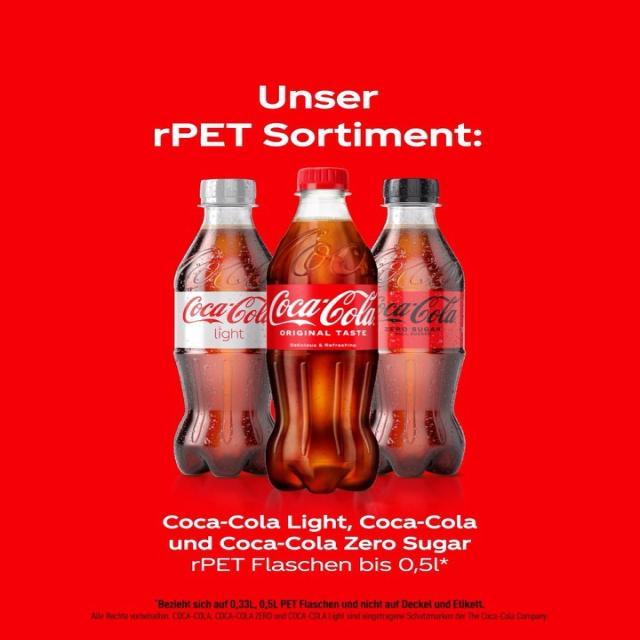 Unser
rPET Sortiment:
Coca-Cola
light
Coca-Cola
ORIGINAL TASTE
Delicious & Refreshing
Coca-Cola
ZERO SUGAR
Coca-Cola Light, Coca-Cola
und Coca-Cola Zero Sugar
rPET Flaschen bis 0,5l*
*Bezieht sich auf 0,33L, 0,5L PET Flaschen und nicht auf Deckel und Etikett.
Alle Rechte vorbehalten. COCA-COLA, COCA-COLA ZERO und COCA-COLA Light sind eingetragene Schutzmarken der The Coca-Cola Company.